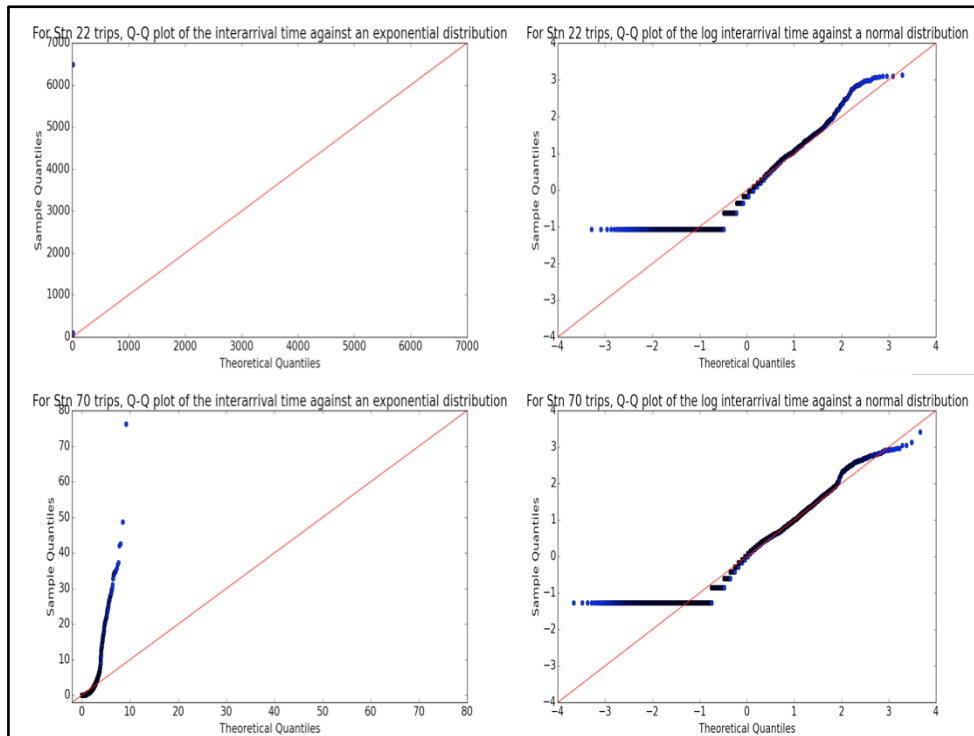 For Stn 22 trips, Q-Q plot of the interarrival time against an exponential distribution
7000
6000
5000
4000
3000
2000
1000
0
Sample Quantiles
0 1000 2000 3000 4000 5000 6000 7000
Theoretical Quantiles
For Stn 22 trips, Q-Q plot of the log interarrival time against a normal distribution
4
3
2
1
0
−1
−2
−3
−4
Sample Quantiles
−4 −3 −2 −1 0 1 2 3 4
Theoretical Quantiles
For Stn 70 trips, Q-Q plot of the interarrival time against an exponential distribution
80
70
60
50
40
30
20
10
0
Sample Quantiles
0 10 20 30 40 50 60 70 80
Theoretical Quantiles
For Stn 70 trips, Q-Q plot of the log interarrival time against a normal distribution
4
3
2
1
0
−1
−2
−3
−4
Sample Quantiles
−4 −3 −2 −1 0 1 2 3 4
Theoretical Quantiles